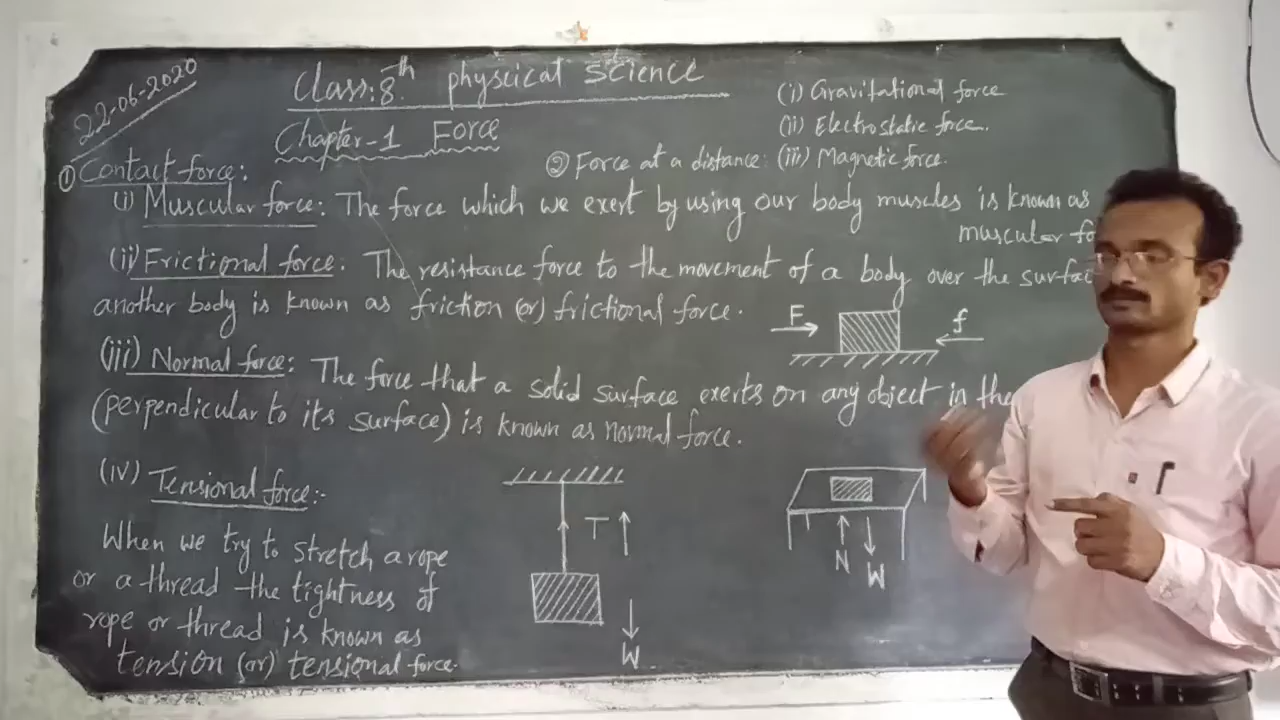 22-06-2020
Class:8th physcical science
Chapter-1 Force
① Contact force:
② Force at a distance: (i) Gravitational force
(ii) Electrostatic force.
(iii) Magnetic force.
(i) Muscular force: The force which we exert by using our body muscles is known as
muscular fo
(ii) Frictional force: The resistance force to the movement of a body over the surfac
another body is known as friction (or) frictional force.
F
f
(iii) Normal force: The force that a solid surface exerts on any object in the
(perpendicular to its surface) is known as normal force.
(iv) Tensional force:-
When we try to stretch a rope
or a thread the tightness of
rope or thread is known as
tension (or) tensional force.
T
W
N
W